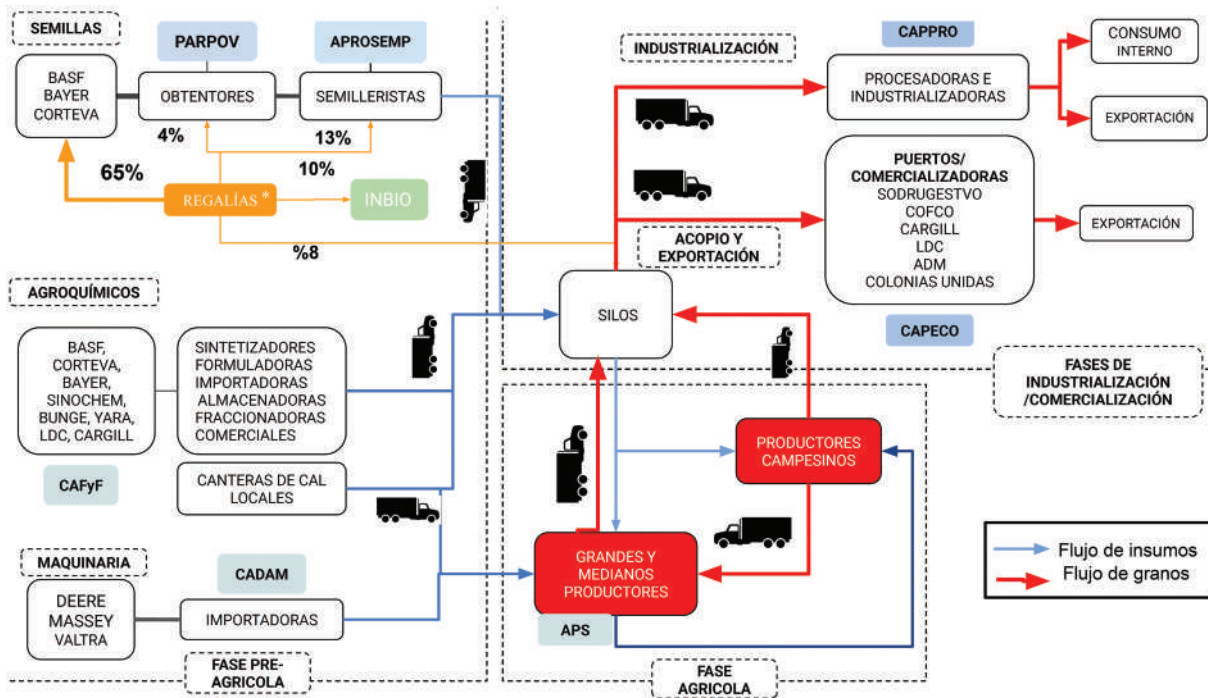 SEMILLAS
PARPOV
APROSEMP
BASF
BAYER
CORTEVA
OBTENTORES
SEMILLERISTAS
4%
13%
65%
10%
REGALÍAS *
INBIO
%8
INDUSTRIALIZACIÓN
CAPPRO
PROCESADORAS E
INDUSTRIALIZADORAS
CONSUMO
INTERNO
EXPORTACIÓN
PUERTOS/
COMERCIALIZADORAS
SODRUGESTVO
COFCO
CARGILL
LDC
ADM
COLONIAS UNIDAS
EXPORTACIÓN
ACOPIO Y
EXPORTACIÓN
CAPECO
SILOS
FASES DE
INDUSTRIALIZACIÓN
/COMERCIALIZACIÓN
AGROQUÍMICOS
BASF,
CORTEVA,
BAYER,
SINOCHEM,
BUNGE, YARA,
LDC, CARGILL
SINTETIZADORES
FORMULADORAS
IMPORTADORAS
ALMACENADORAS
FRACCIONADORAS
COMERCIALES
CAFyF
CANTERAS DE CAL
LOCALES
PRODUCTORES
CAMPESINOS
MAQUINARIA
CADAM
DEERE
MASSEY
VALTRA
IMPORTADORAS
GRANDES Y
MEDIANOS
PRODUCTORES
APS
FASE PRE-
AGRICOLA
FASE
AGRICOLA
Flujo de insumos
Flujo de granos